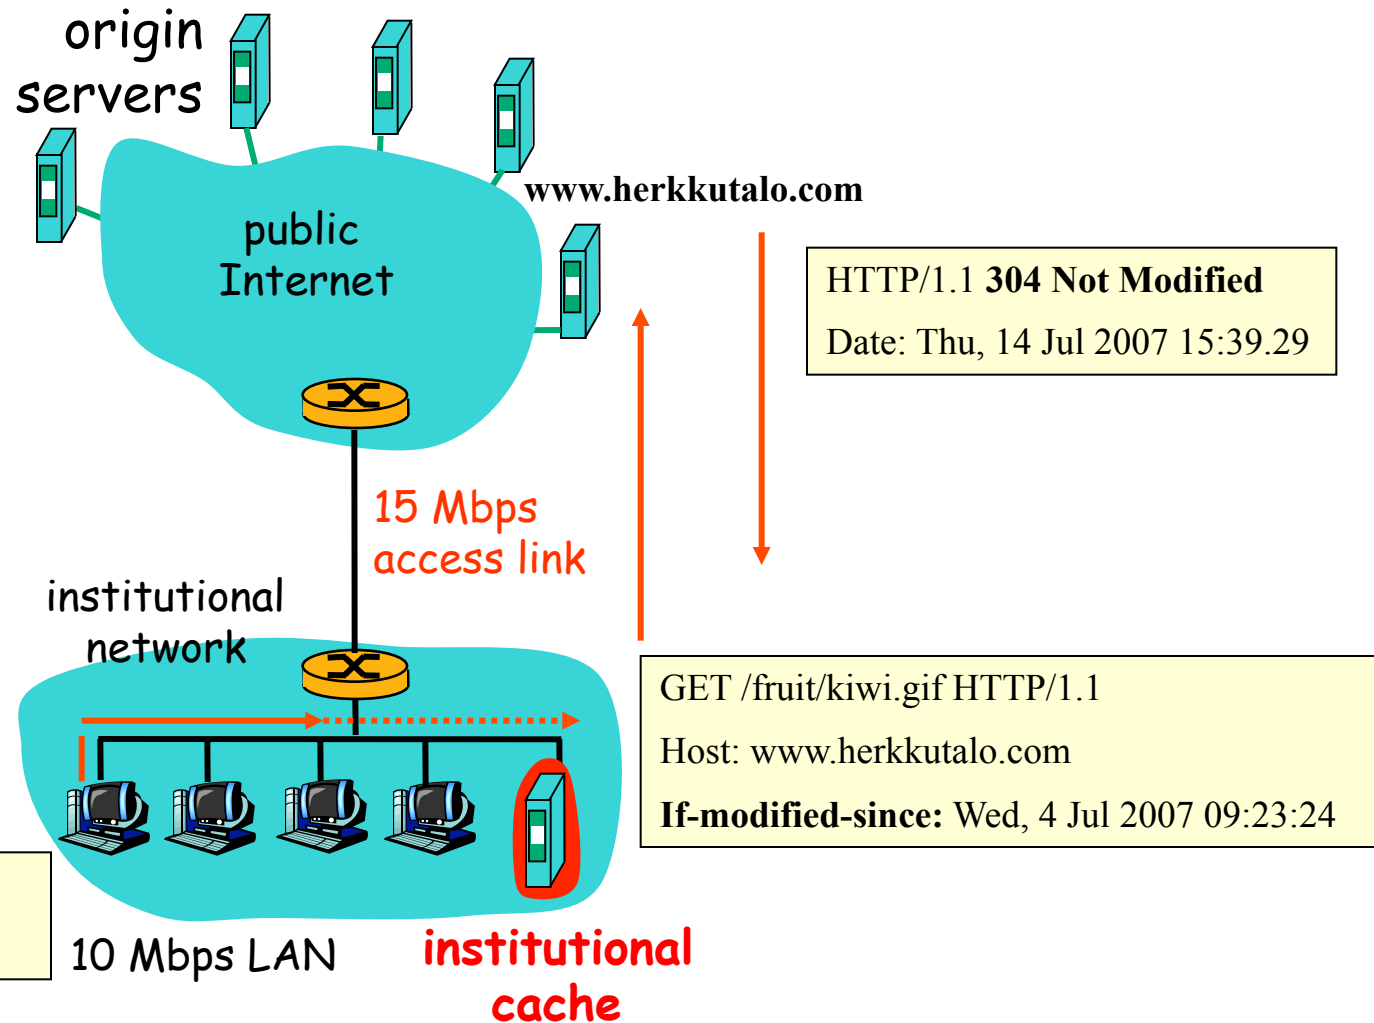 origin
servers
www.herkkutalo.com
public
Internet
HTTP/1.1 304 Not Modified
Date: Thu, 14 Jul 2007 15:39.29
15 Mbps
access link
institutional
network
GET /fruit/kiwi.gif HTTP/1.1
Host: www.herkkutalo.com
If-modified-since: Wed, 4 Jul 2007 09:23:24
10 Mbps LAN
institutional
cache